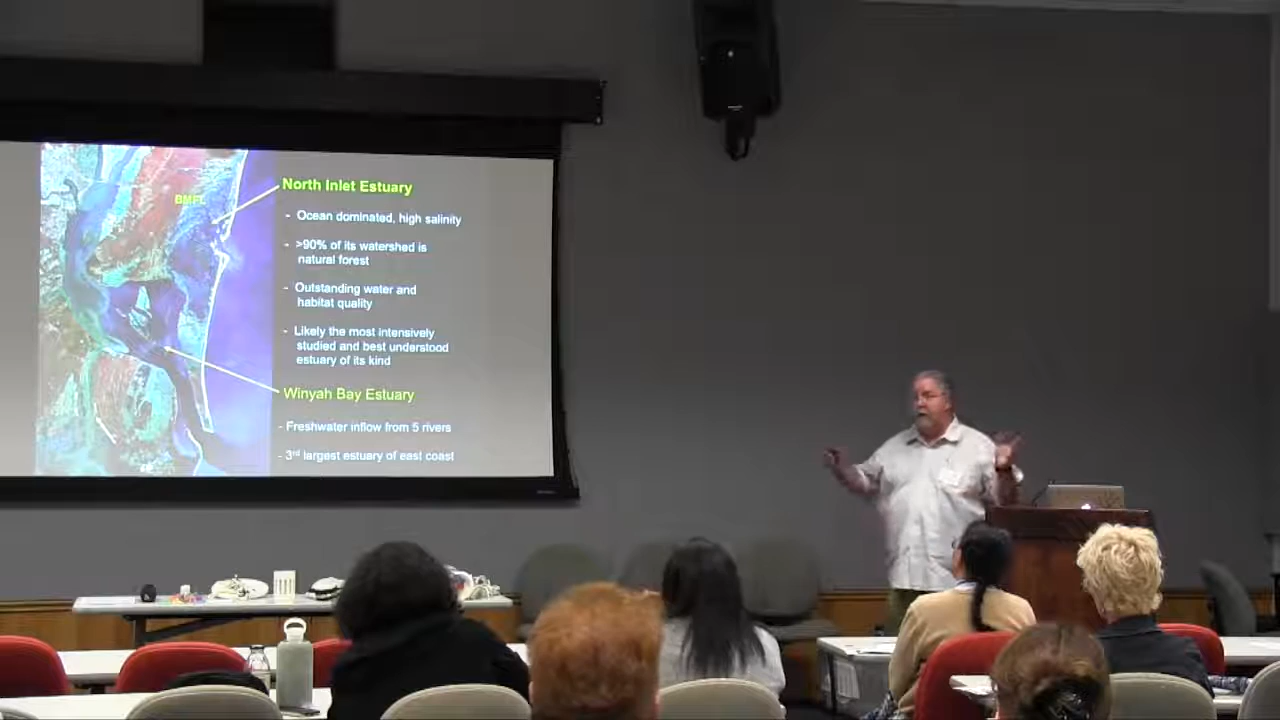 BMFL
North Inlet Estuary
- Ocean dominated, high salinity
- >90% of its watershed is
natural forest
- Outstanding water and
habitat quality
- Likely the most intensively
studied and best understood
estuary of its kind
Winyah Bay Estuary
- Freshwater inflow from 5 rivers
- 3rd largest estuary of east coast